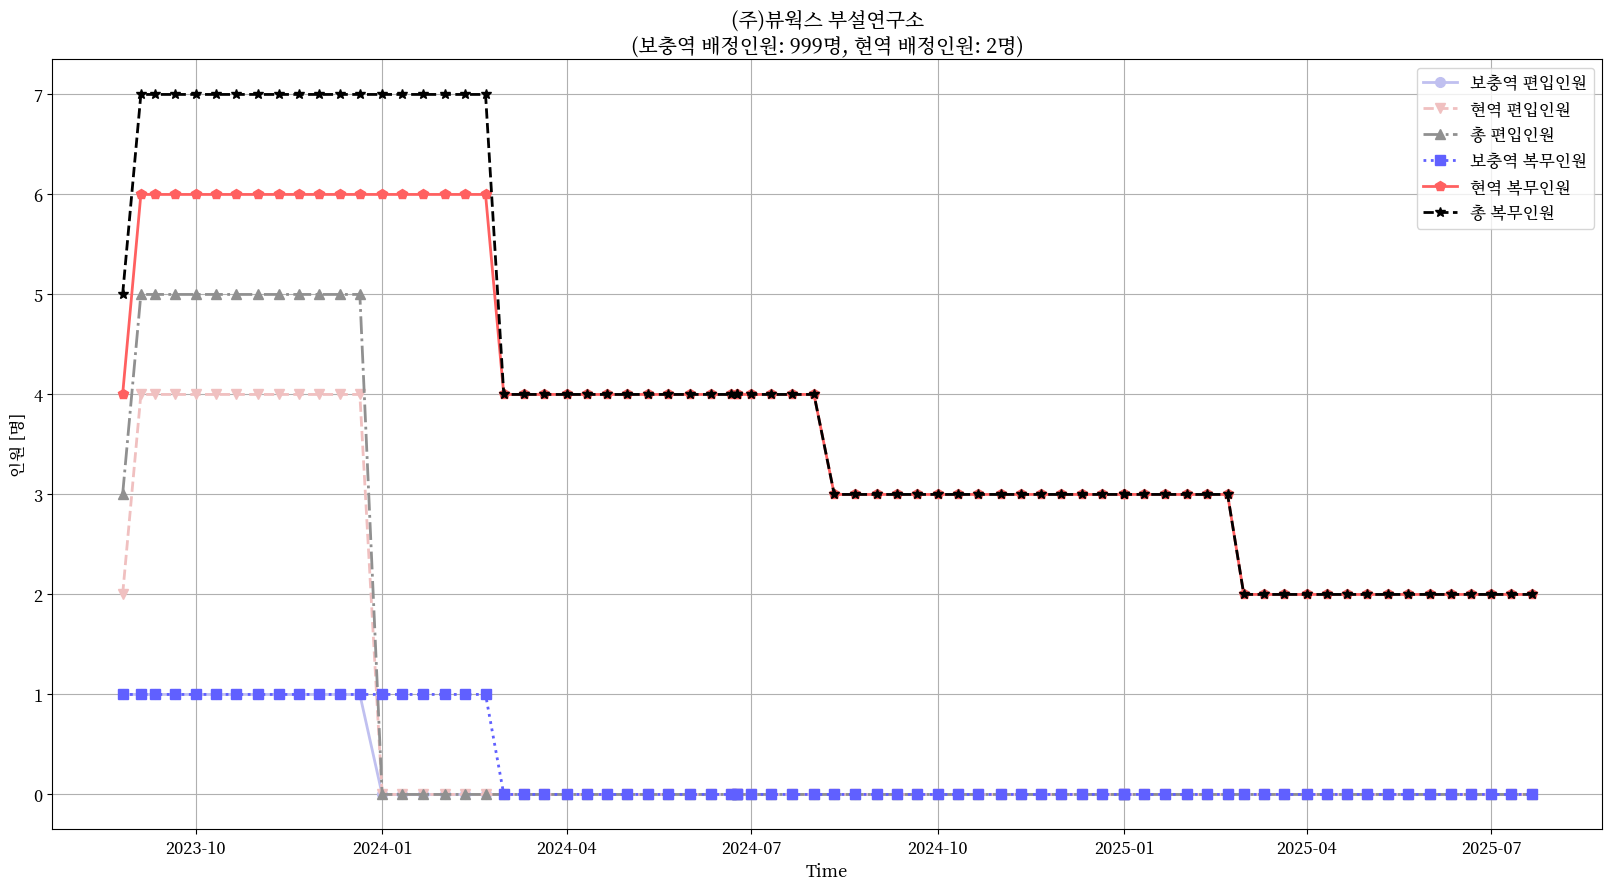 (주)뷰웍스 부설연구소
(보충역 배정인원: 999명, 현역 배정인원: 2명)
보충역 편입인원
현역 편입인원
총 편입인원
보충역 복무인원
현역 복무인원
총 복무인원
인원 [명]
7
6
5
4
3
2
1
0
2023-10
2024-01
2024-04
2024-07
2024-10
2025-01
2025-04
2025-07
Time